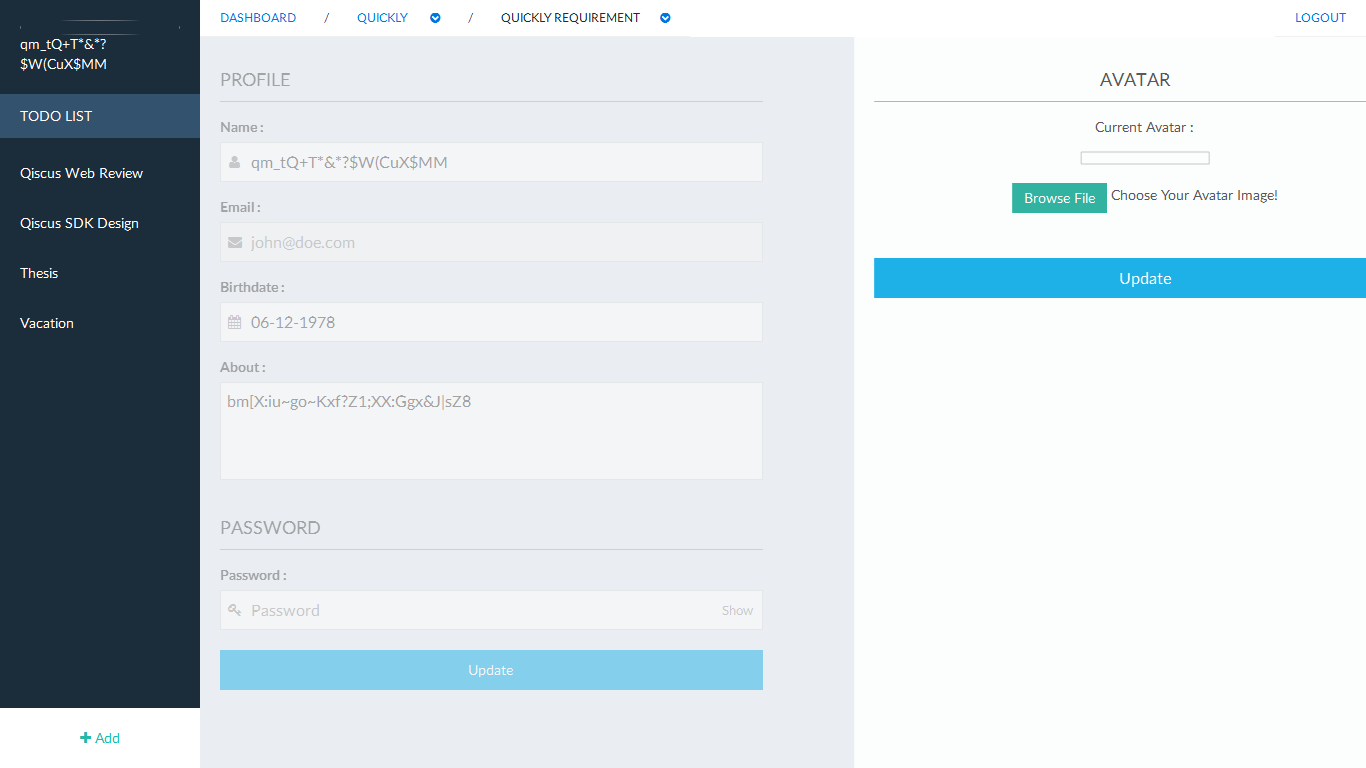 qm_tQ+T*&*?
$W(CuX$MM
TODO LIST
Qiscus Web Review
Qiscus SDK Design
Thesis
Vacation
Add
DASHBOARD / QUICKLY / QUICKLY REQUIREMENT LOGOUT
PROFILE
Name :
qm_tQ+T*&*?$W(CuX$MM
Email :
john@doe.com
Birthdate :
06-12-1978
About :
bm[X:iu~go~Kxf?Z1;XX:Ggx&J|sZ8
PASSWORD
Password :
Password Show
Update
AVATAR
Current Avatar :
Browse File Choose Your Avatar Image!
Update